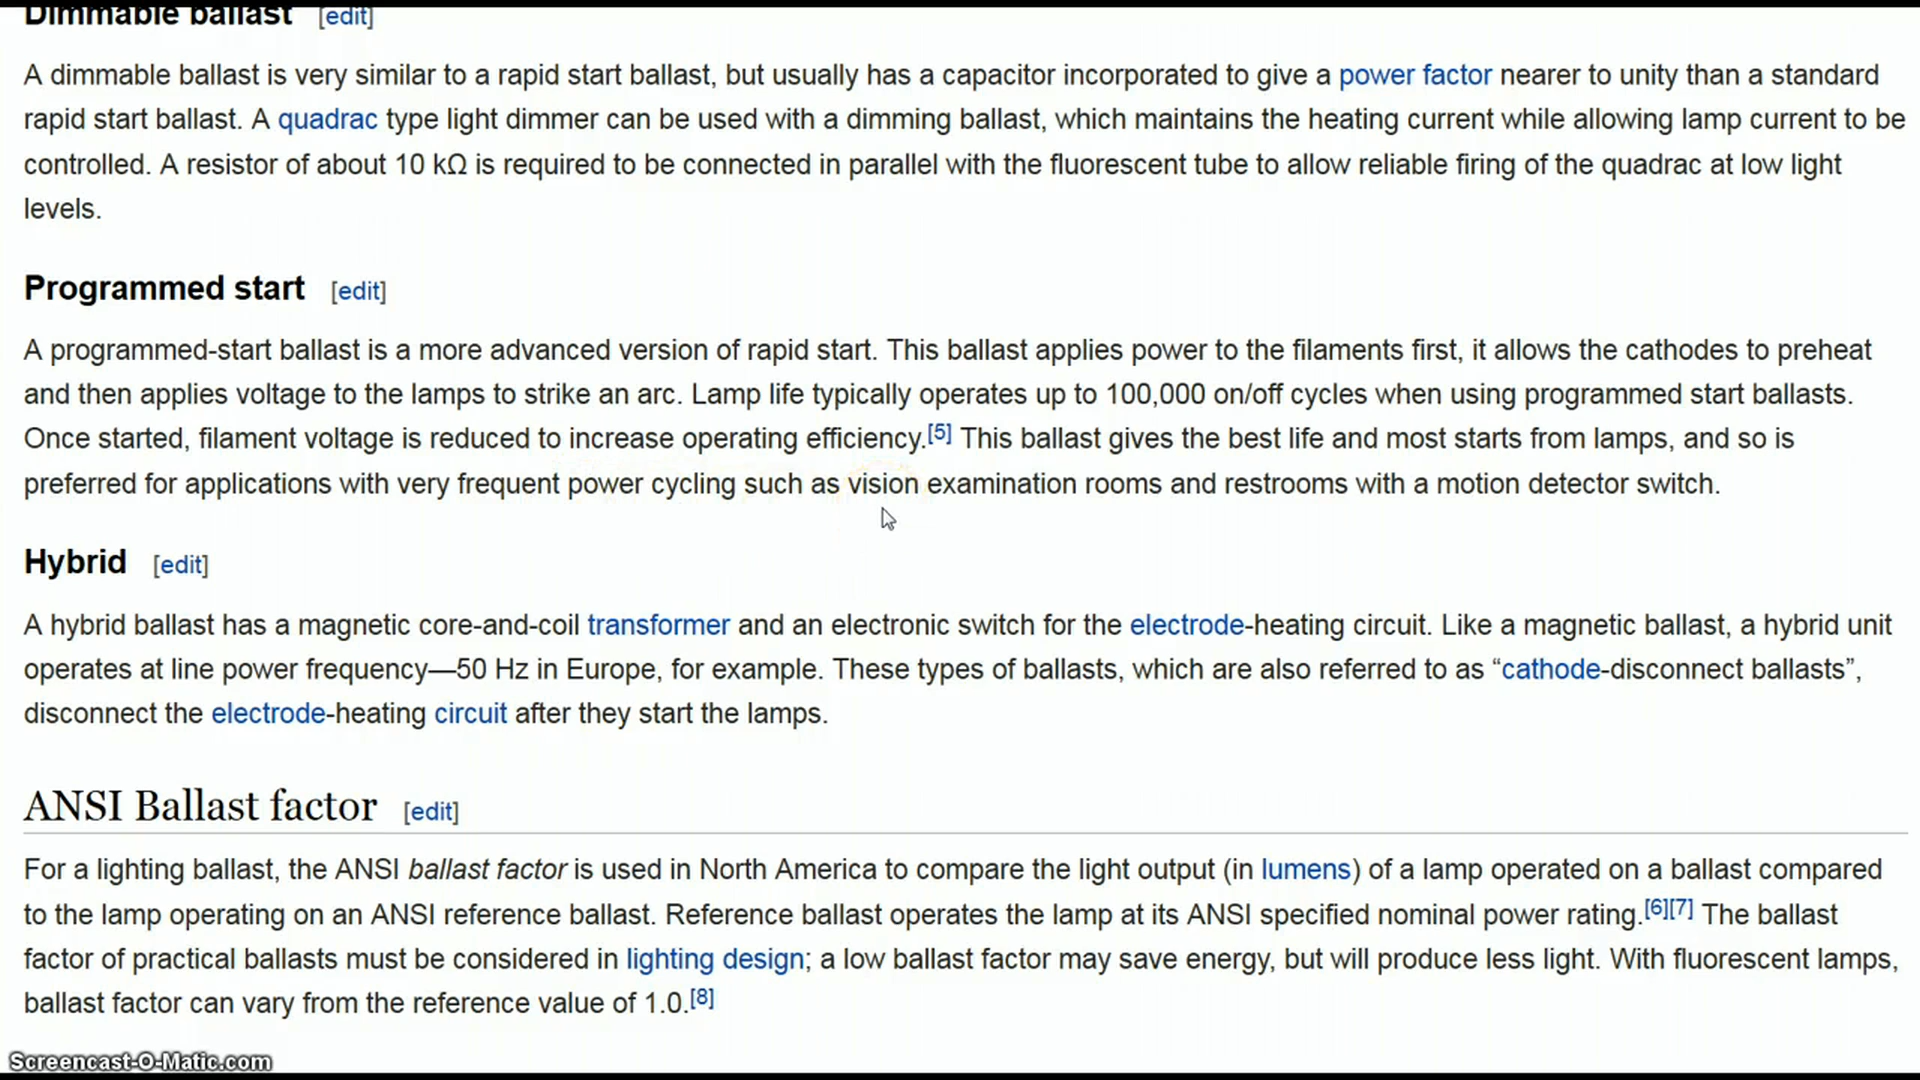 Dimmable ballast [edit]
A dimmable ballast is very similar to a rapid start ballast, but usually has a capacitor incorporated to give a power factor nearer to unity than a standard
rapid start ballast. A quadrac type light dimmer can be used with a dimming ballast, which maintains the heating current while allowing lamp current to be
controlled. A resistor of about 10 kΩ is required to be connected in parallel with the fluorescent tube to allow reliable firing of the quadrac at low light
levels.
Programmed start [edit]
A programmed-start ballast is a more advanced version of rapid start. This ballast applies power to the filaments first, it allows the cathodes to preheat
and then applies voltage to the lamps to strike an arc. Lamp life typically operates up to 100,000 on/off cycles when using programmed start ballasts.
Once started, filament voltage is reduced to increase operating efficiency.[5] This ballast gives the best life and most starts from lamps, and so is
preferred for applications with very frequent power cycling such as vision examination rooms and restrooms with a motion detector switch.
Hybrid [edit]
A hybrid ballast has a magnetic core-and-coil transformer and an electronic switch for the electrode-heating circuit. Like a magnetic ballast, a hybrid unit
operates at line power frequency—50 Hz in Europe, for example. These types of ballasts, which are also referred to as “cathode-disconnect ballasts”,
disconnect the electrode-heating circuit after they start the lamps.
ANSI Ballast factor [edit]
For a lighting ballast, the ANSI ballast factor is used in North America to compare the light output (in lumens) of a lamp operated on a ballast compared
to the lamp operating on an ANSI reference ballast. Reference ballast operates the lamp at its ANSI specified nominal power rating.[6][7] The ballast
factor of practical ballasts must be considered in lighting design; a low ballast factor may save energy, but will produce less light. With fluorescent lamps,
ballast factor can vary from the reference value of 1.0.[8]
Screencast-O-Matic.com